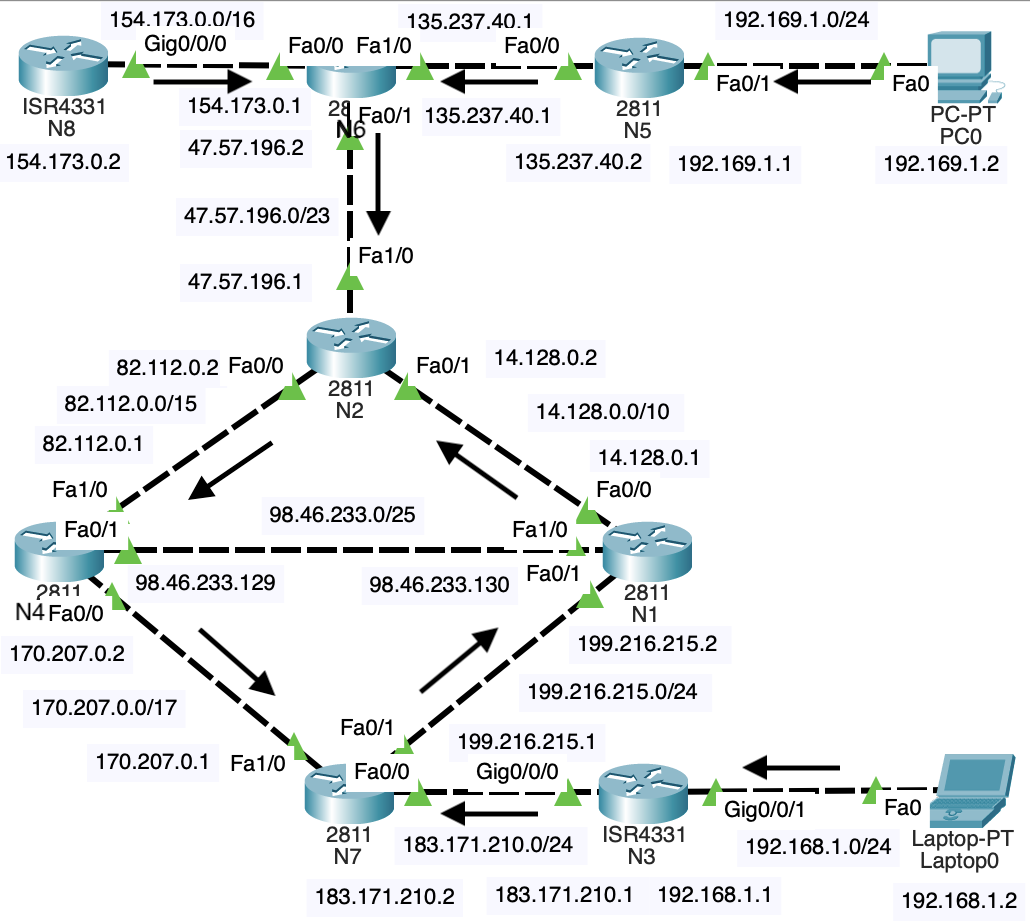 154.173.0.0/16
135.237.40.1
192.169.1.0/24
Gig0/0/0
Fa0/0
Fa1/0
Fa0/0
Fa0/1
Fa0
ISR4331
N8
154.173.0.1
28
N6
Fa0/1
135.237.40.1
2811
N5
PC-PT
PC0
154.173.0.2
47.57.196.2
135.237.40.2
192.169.1.1
192.169.1.2
47.57.196.0/23
Fa1/0
47.57.196.1
82.112.0.2
Fa0/0
2811
N2
Fa0/1
14.128.0.2
82.112.0.0/15
14.128.0.0/10
82.112.0.1
14.128.0.1
Fa1/0
Fa0/0
Fa0/1
98.46.233.0/25
Fa1/0
98.46.233.129
98.46.233.130
Fa0/1
2811
N4
Fa0/0
2811
N1
170.207.0.2
199.216.215.2
170.207.0.0/17
199.216.215.0/24
Fa0/1
170.207.0.1
Fa1/0
199.216.215.1
Fa0/0
Gig0/0/0
Gig0/0/1
Fa0
2811
N7
183.171.210.0/24
ISR4331
N3
192.168.1.0/24
Laptop-PT
Laptop0
183.171.210.2
183.171.210.1
192.168.1.1
192.168.1.2